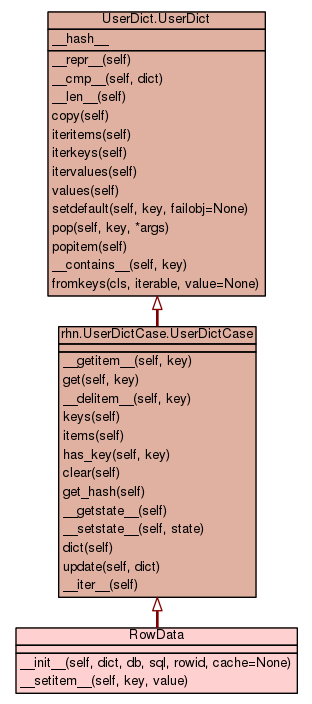 UserDict.UserDict
__hash__
__repr__(self)
__cmp__(self, dict)
__len__(self)
copy(self)
iteritems(self)
iterkeys(self)
itervalues(self)
values(self)
setdefault(self, key, failobj=None)
pop(self, key, *args)
popitem(self)
__contains__(self, key)
fromkeys(cls, iterable, value=None)
rhn.UserDictCase.UserDictCase
__getitem__(self, key)
get(self, key)
__delitem__(self, key)
keys(self)
items(self)
has_key(self, key)
clear(self)
get_hash(self)
__getstate__(self)
__setstate__(self, state)
dict(self)
update(self, dict)
__iter__(self)
RowData
__init__(self, dict, db, sql, rowid, cache=None)
__setitem__(self, key, value)